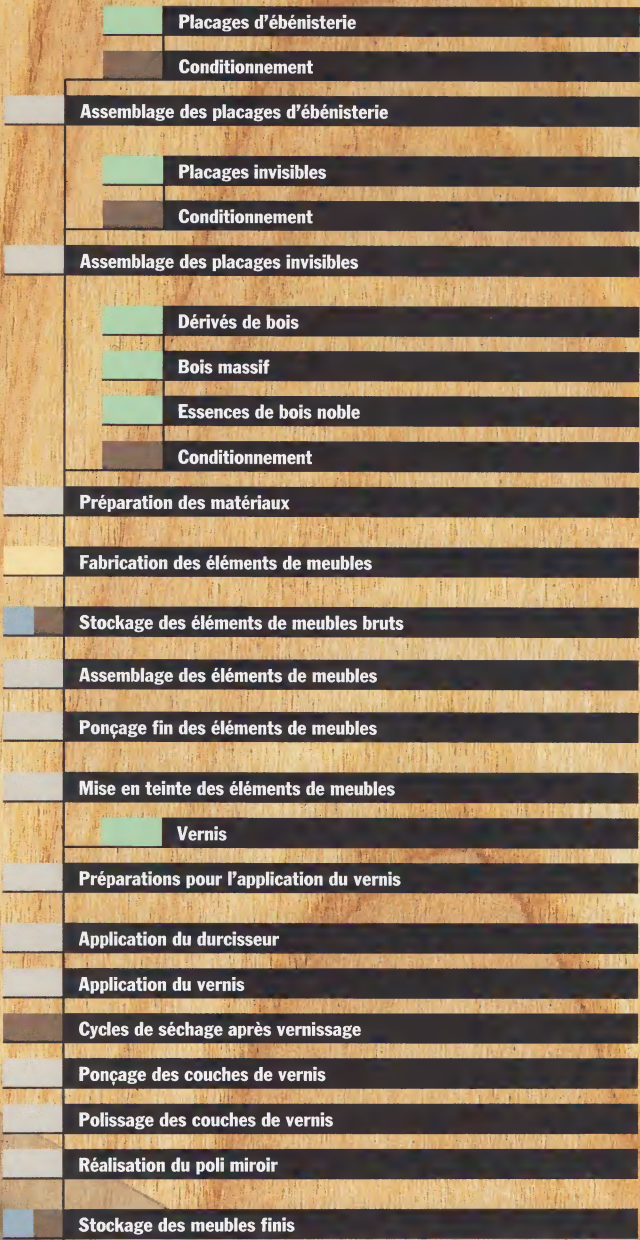 Placages d'ébénisterie
Conditionnement
Assemblage des placages d'ébénisterie
Placages invisibles
Conditionnement
Assemblage des placages invisibles
Dérivés de bois
Bois massif
Essences de bois noble
Conditionnement
Préparation des matériaux
Fabrication des éléments de meubles
Stockage des éléments de meubles bruts
Assemblage des éléments de meubles
Ponçage fin des éléments de meubles
Mise en teinte des éléments de meubles
Vernis
Préparations pour l'application du vernis
Application du durcisseur
Application du vernis
Cycles de séchage après vernissage
Ponçage des couches de vernis
Polissage des couches de vernis
Réalisation du poli miroir
Stockage des meubles finis